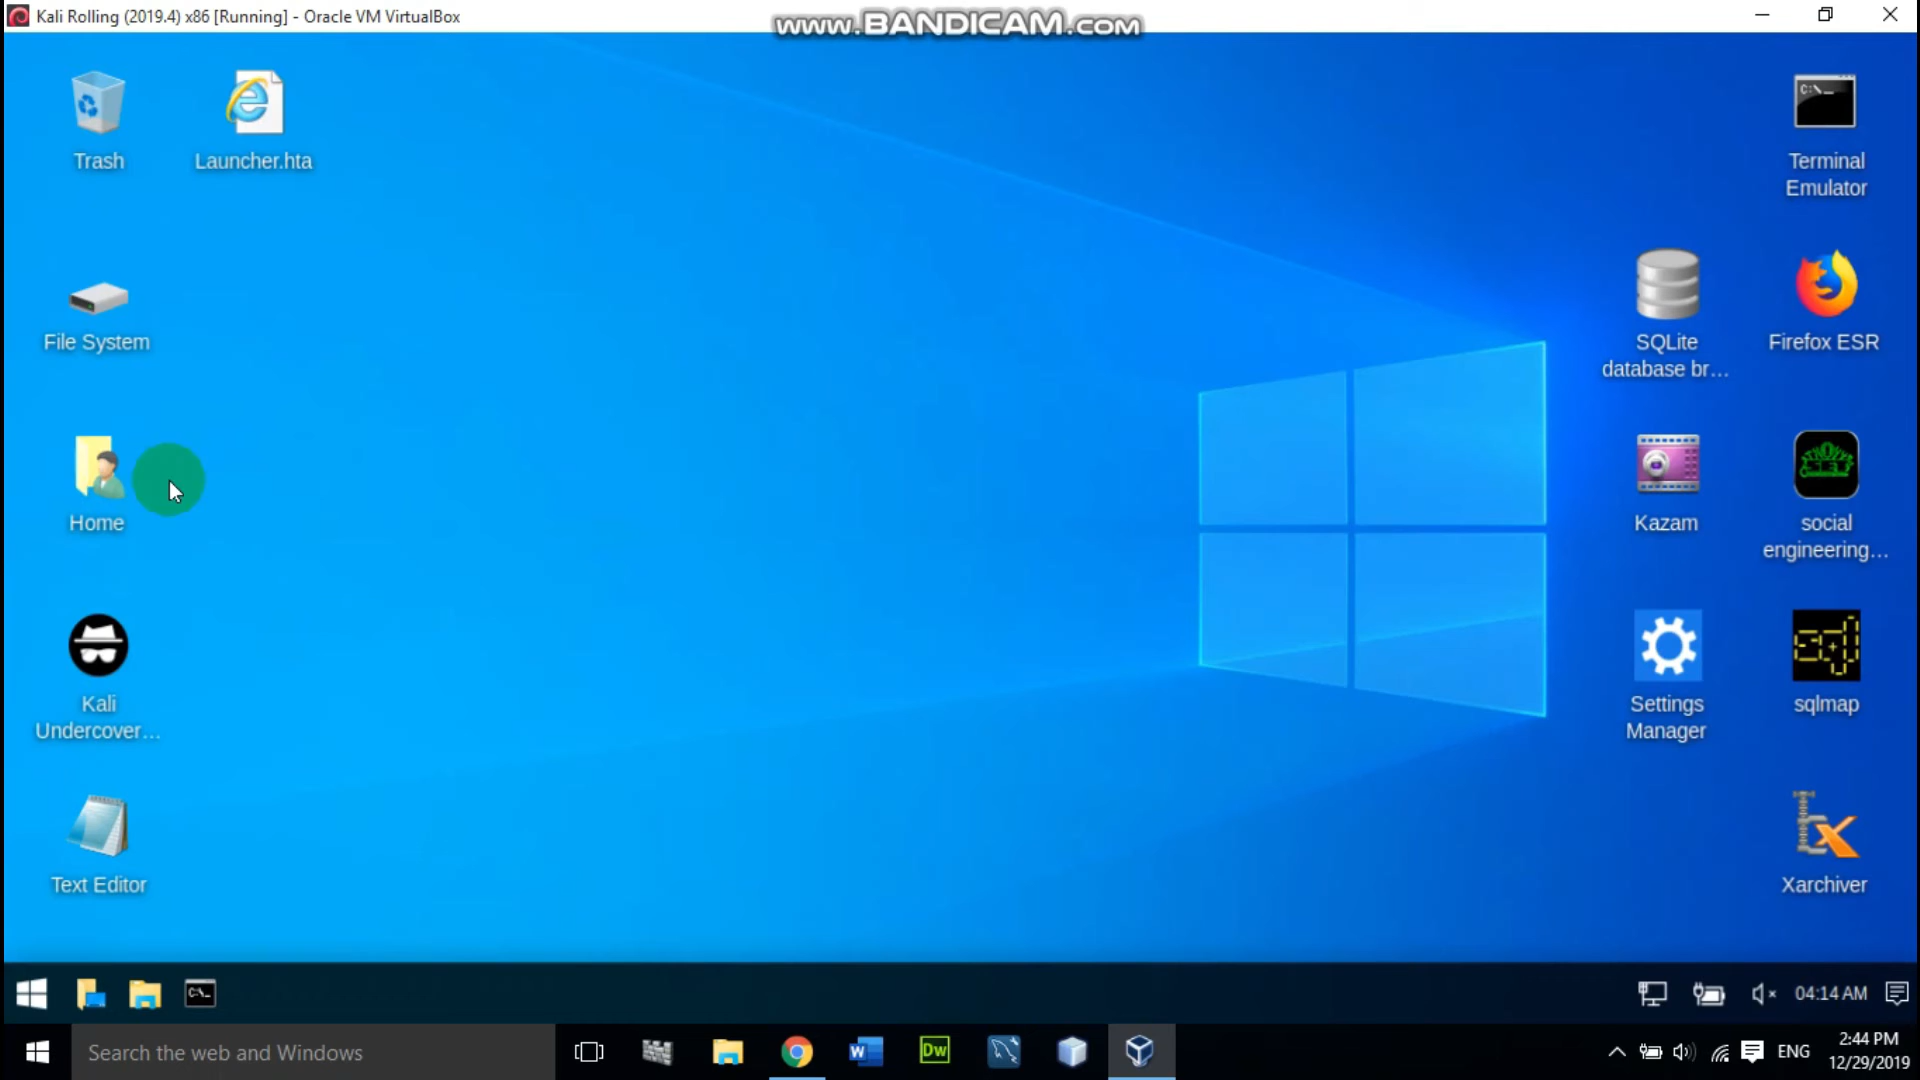 Kali Rolling (2019.4) x86 [Running] - Oracle VM VirtualBox
www.BANDICAM.com
Trash
Launcher.hta
Terminal
Emulator
File System
SQLite
database br...
Firefox ESR
Home
Kazam
social
engineering...
Kali
Undercover...
Settings
Manager
sqlmap
Text Editor
Xarchiver
C:\_
04:14 AM
Search the web and Windows
W
Dw
ENG
2:44 PM
12/29/2019